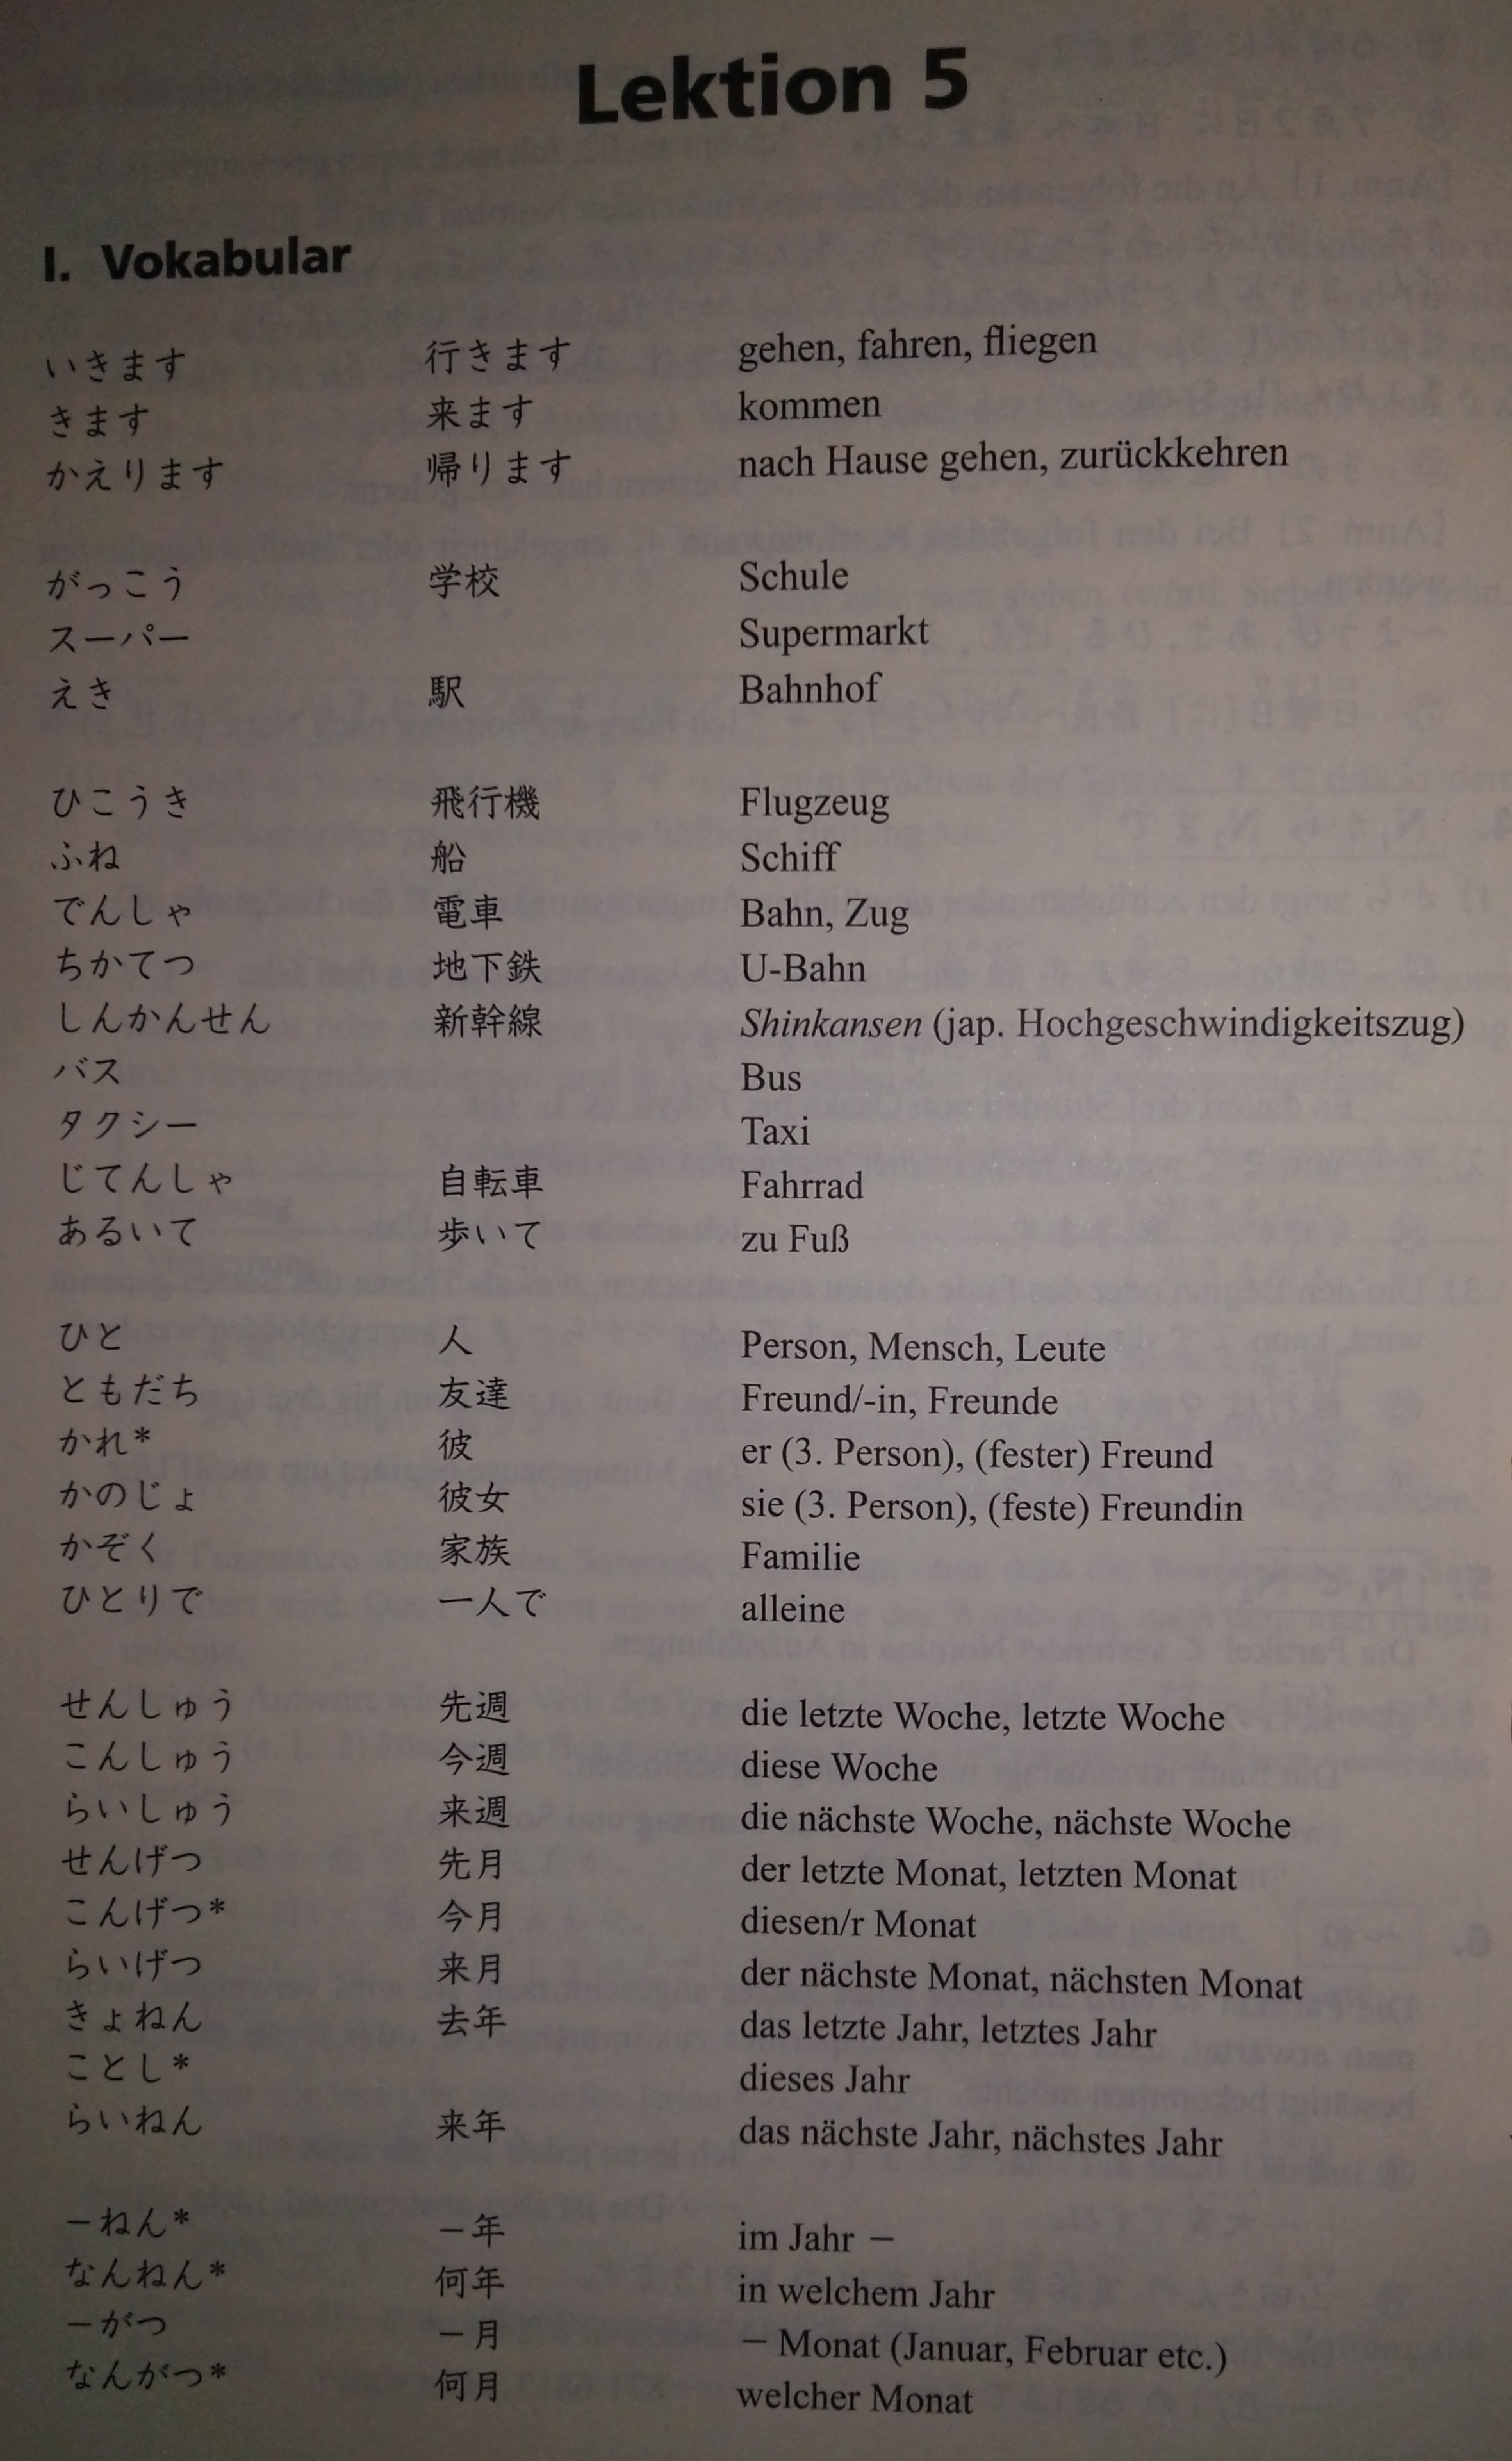 Lektion 5
I. Vokabular
いきます 行きます gehen, fahren, fliegen
きます 来ます kommen
かえります 帰ります nach Hause gehen, zurückkehren
がっこう 学校 Schule
スーパー Supermarkt
えき 駅 Bahnhof
ひこうき 飛行機 Flugzeug
ふね 船 Schiff
でんしゃ 電車 Bahn, Zug
ちかてつ 地下鉄 U-Bahn
しんかんせん 新幹線 Shinkansen (jap. Hochgeschwindigkeitszug)
バス Bus
タクシー Taxi
じてんしゃ 自転車 Fahrrad
あるいて 歩いて zu Fuß
ひと 人 Person, Mensch, Leute
ともだち 友達 Freund/-in, Freunde
かれ* 彼 er (3. Person), (fester) Freund
かのじょ 彼女 sie (3. Person), (feste) Freundin
かぞく 家族 Familie
ひとりで 一人で alleine
せんしゅう 先週 die letzte Woche, letzte Woche
こんしゅう 今週 diese Woche
らいしゅう 来週 die nächste Woche, nächste Woche
せんげつ 先月 der letzte Monat, letzten Monat
こんげつ* 今月 diesen/r Monat
らいげつ 来月 der nächste Monat, nächsten Monat
きょねん 去年 das letzte Jahr, letztes Jahr
ことし* dieses Jahr
らいねん 来年 das nächste Jahr, nächstes Jahr
－ねん* －年 im Jahr －
なんねん* 何年 in welchem Jahr
－がつ －月 － Monat (Januar, Februar etc.)
なんがつ* 何月 welcher Monat